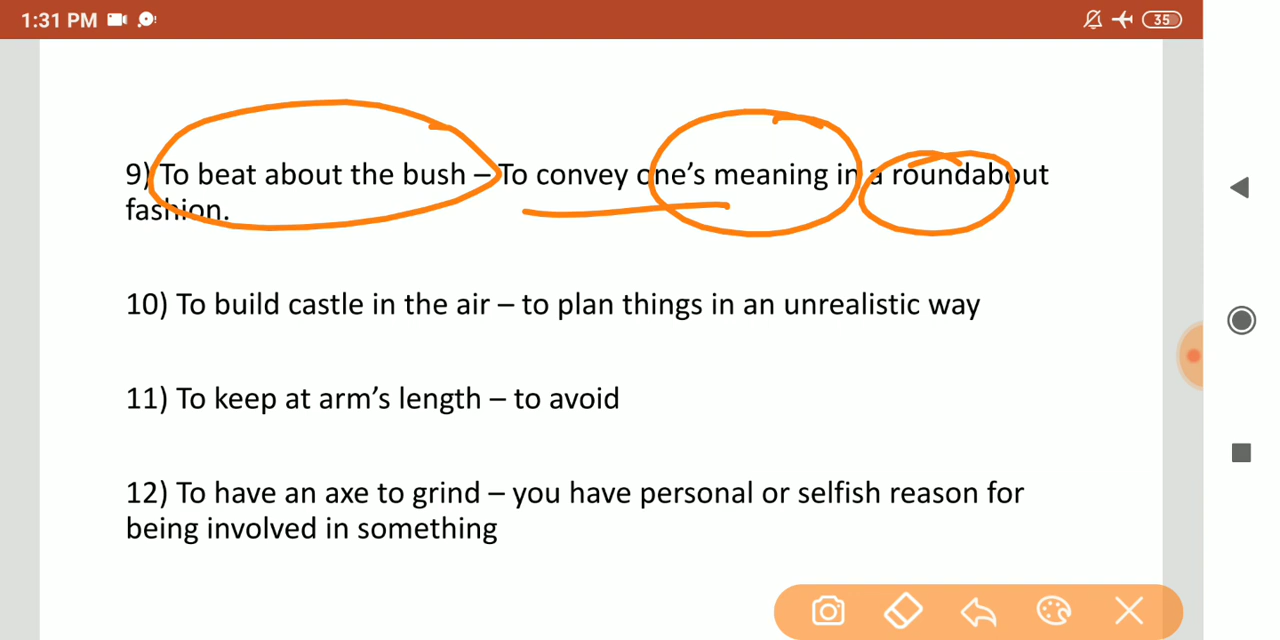 1:31 PM
35
9) To beat about the bush – To convey one’s meaning in a roundabout
fashion.
10) To build castle in the air – to plan things in an unrealistic way
11) To keep at arm’s length – to avoid
12) To have an axe to grind – you have personal or selfish reason for
being involved in something